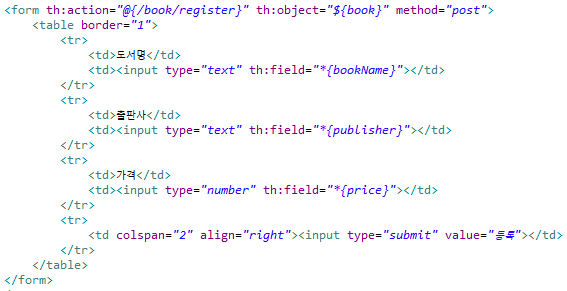 <form th:action="@{/book/register}" th:object="${book}" method="post">
    <table border="1">
        <tr>
            <td>도서명</td>
            <td><input type="text" th:field="*{bookName}"></td>
        </tr>
        <tr>
            <td>출판사</td>
            <td><input type="text" th:field="*{publisher}"></td>
        </tr>
        <tr>
            <td>가격</td>
            <td><input type="number" th:field="*{price}"></td>
        </tr>
        <tr>
            <td colspan="2" align="right"><input type="submit" value="등록"></td>
        </tr>
    </table>
</form>